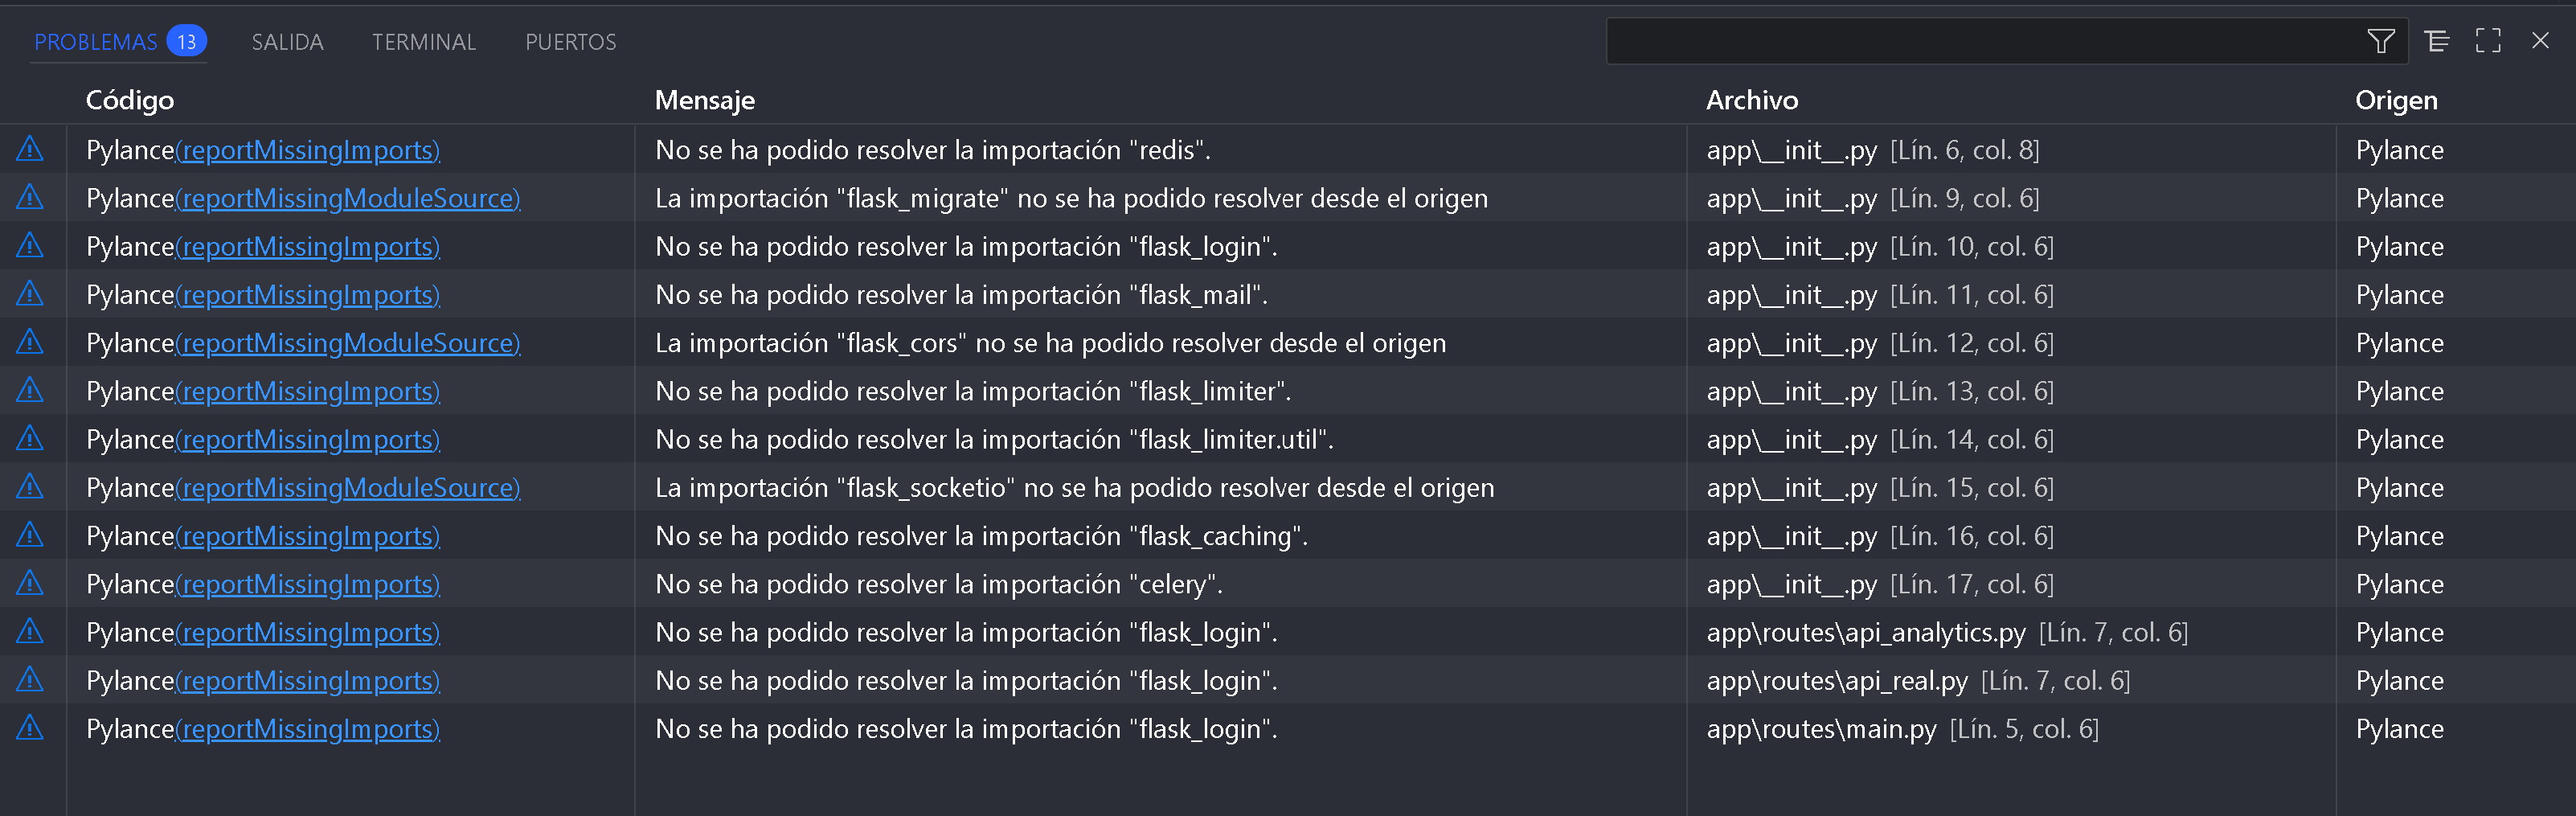 PROBLEMAS 13 SALIDA TERMINAL PUERTOS
Código Mensaje Archivo Origen
Pylance(reportMissingImports) No se ha podido resolver la importación "redis". app\__init__.py [Lín. 6, col. 8] Pylance
Pylance(reportMissingModuleSource) La importación "flask_migrate" no se ha podido resolver desde el origen app\__init__.py [Lín. 9, col. 6] Pylance
Pylance(reportMissingImports) No se ha podido resolver la importación "flask_login". app\__init__.py [Lín. 10, col. 6] Pylance
Pylance(reportMissingImports) No se ha podido resolver la importación "flask_mail". app\__init__.py [Lín. 11, col. 6] Pylance
Pylance(reportMissingModuleSource) La importación "flask_cors" no se ha podido resolver desde el origen app\__init__.py [Lín. 12, col. 6] Pylance
Pylance(reportMissingImports) No se ha podido resolver la importación "flask_limiter". app\__init__.py [Lín. 13, col. 6] Pylance
Pylance(reportMissingImports) No se ha podido resolver la importación "flask_limiter.util". app\__init__.py [Lín. 14, col. 6] Pylance
Pylance(reportMissingModuleSource) La importación "flask_socketio" no se ha podido resolver desde el origen app\__init__.py [Lín. 15, col. 6] Pylance
Pylance(reportMissingImports) No se ha podido resolver la importación "flask_caching". app\__init__.py [Lín. 16, col. 6] Pylance
Pylance(reportMissingImports) No se ha podido resolver la importación "celery". app\__init__.py [Lín. 17, col. 6] Pylance
Pylance(reportMissingImports) No se ha podido resolver la importación "flask_login". app\routes\api_analytics.py [Lín. 7, col. 6] Pylance
Pylance(reportMissingImports) No se ha podido resolver la importación "flask_login". app\routes\api_real.py [Lín. 7, col. 6] Pylance
Pylance(reportMissingImports) No se ha podido resolver la importación "flask_login". app\routes\main.py [Lín. 5, col. 6] Pylance